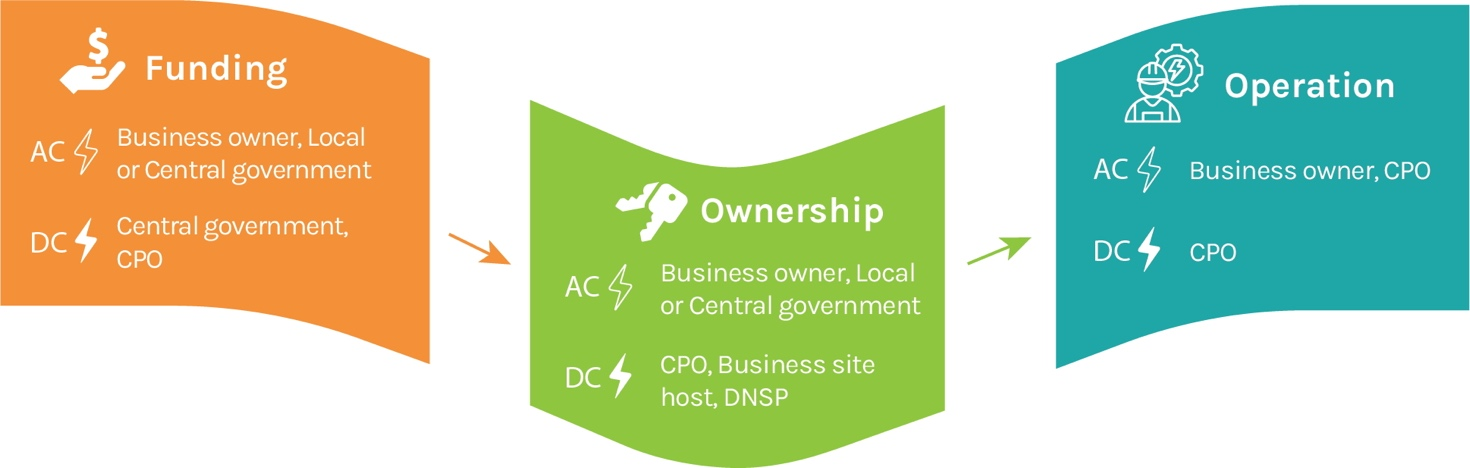 $
Funding
AC
Business owner, Local
or Central government
DC
Central government,
CPO
Ownership
AC
Business owner, Local
or Central government
DC
CPO, Business site
host, DNSP
Operation
AC
Business owner, CPO
DC
CPO